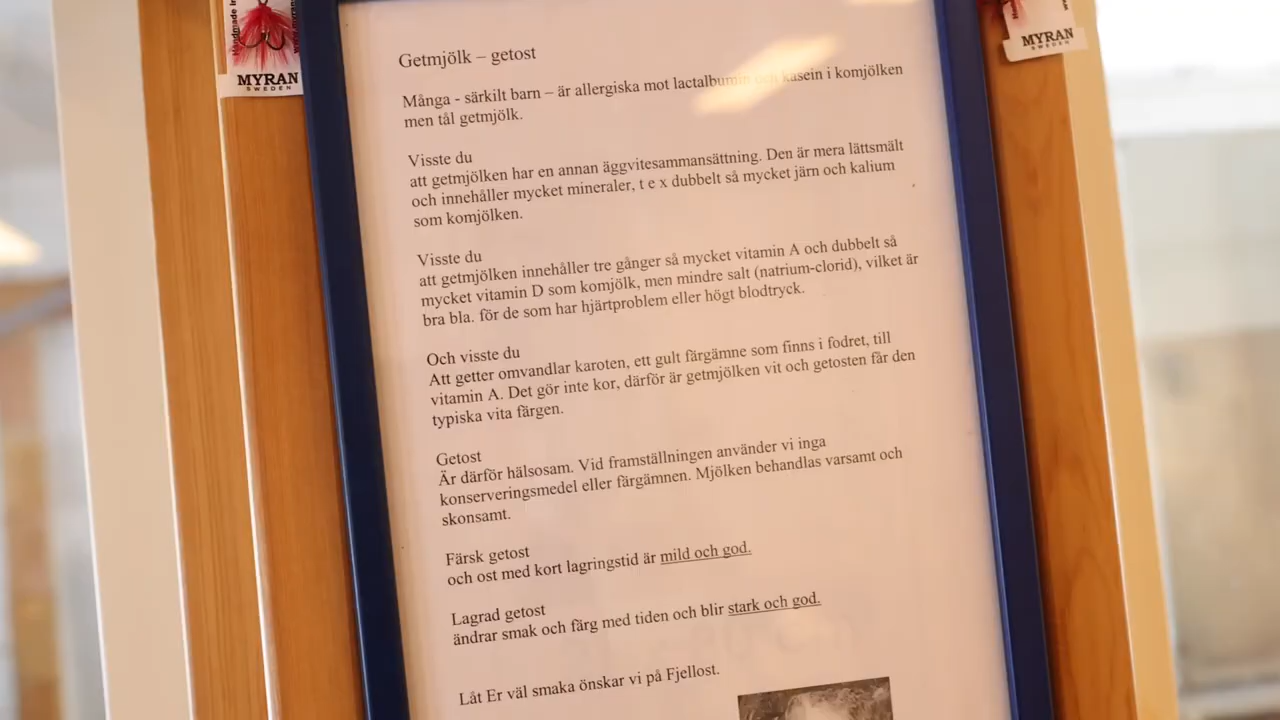 Handmade in
MYRAN
SWEDEN
MYRAN
SWEDEN
Getmjölk – getost
Många - särkilt barn – är allergiska mot lactalbumin och kasein i komjölken
men tål getmjölk.
Visste du
att getmjölken har en annan äggvitesammansättning. Den är mera lättsmält
och innehåller mycket mineraler, t e x dubbelt så mycket järn och kalium
som komjölken.
Visste du
att getmjölken innehåller tre gånger så mycket vitamin A och dubbelt så
mycket vitamin D som komjölk, men mindre salt (natrium-clorid), vilket är
bra bla. för de som har hjärtproblem eller högt blodtryck.
Och visste du
Att getter omvandlar karoten, ett gult färgämne som finns i fodret, till
vitamin A. Det gör inte kor, därför är getmjölken vit och getosten får den
typiska vita färgen.
Getost
Är därför hälsosam. Vid framställningen använder vi inga
konserveringsmedel eller färgämnen. Mjölken behandlas varsamt och
skonsamt.
Färsk getost
och ost med kort lagringstid är mild och god.
Lagrad getost
ändrar smak och färg med tiden och blir stark och god.
Låt Er väl smaka önskar vi på Fjellost.